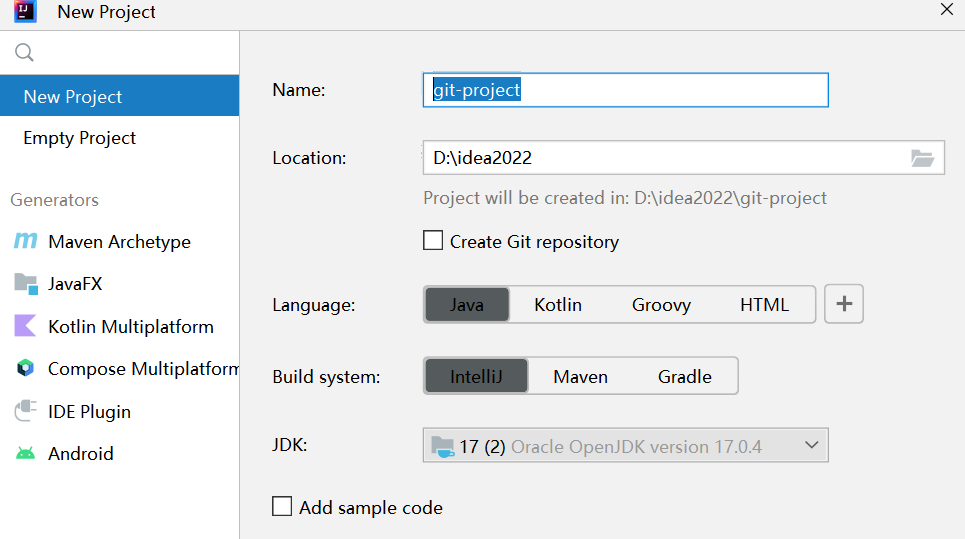 New Project
New Project
Empty Project
Generators
Maven Archetype
JavaFX
Kotlin Multiplatform
Compose Multiplatform
IDE Plugin
Android
Name: git-project
Location: D:\idea2022
Project will be created in: D:\idea2022\git-project
Create Git repository
Language: Java Kotlin Groovy HTML
Build system: IntelliJ Maven Gradle
JDK: 17 (2) Oracle OpenJDK version 17.0.4
Add sample code